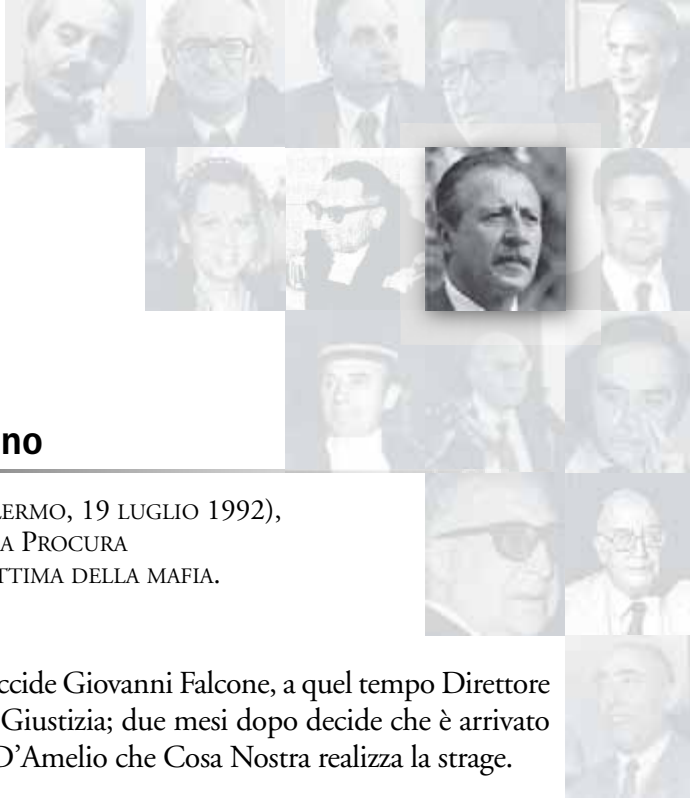 no
LERMO, 19 LUGLIO 1992),
A PROCURA
TTIMA DELLA MAFIA.
ccide Giovanni Falcone, a quel tempo Direttore
Giustizia; due mesi dopo decide che è arrivato
D’Amelio che Cosa Nostra realizza la strage.